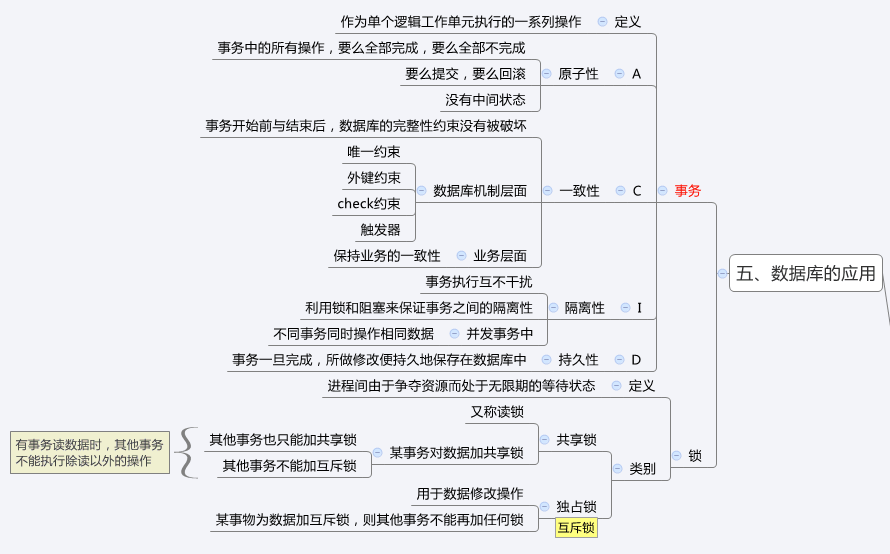 作为单个逻辑工作单元执行的一系列操作
定义
事务中的所有操作，要么全部完成，要么全部不完成
要么提交，要么回滚
原子性
A
没有中间状态
事务开始前与结束后，数据库的完整性约束没有被破坏
唯一约束
外键约束
数据库机制层面
一致性
C
事务
check约束
触发器
保持业务的一致性
业务层面
五、数据库的应用
事务执行互不干扰
利用锁和阻塞来保证事务之间的隔离性
隔离性
I
不同事务同时操作相同数据
并发事务中
事务一旦完成，所做修改便持久地保存在数据库中
持久性
D
进程间由于争夺资源而处于无限期的等待状态
定义
又称读锁
有事务读数据时，其他事务
不能执行除读以外的操作
其他事务也只能加共享锁
某事务对数据加共享锁
共享锁
其他事务不能加互斥锁
类别
锁
用于数据修改操作
独占锁
某事物为数据加互斥锁，则其他事务不能再加任何锁
互斥锁